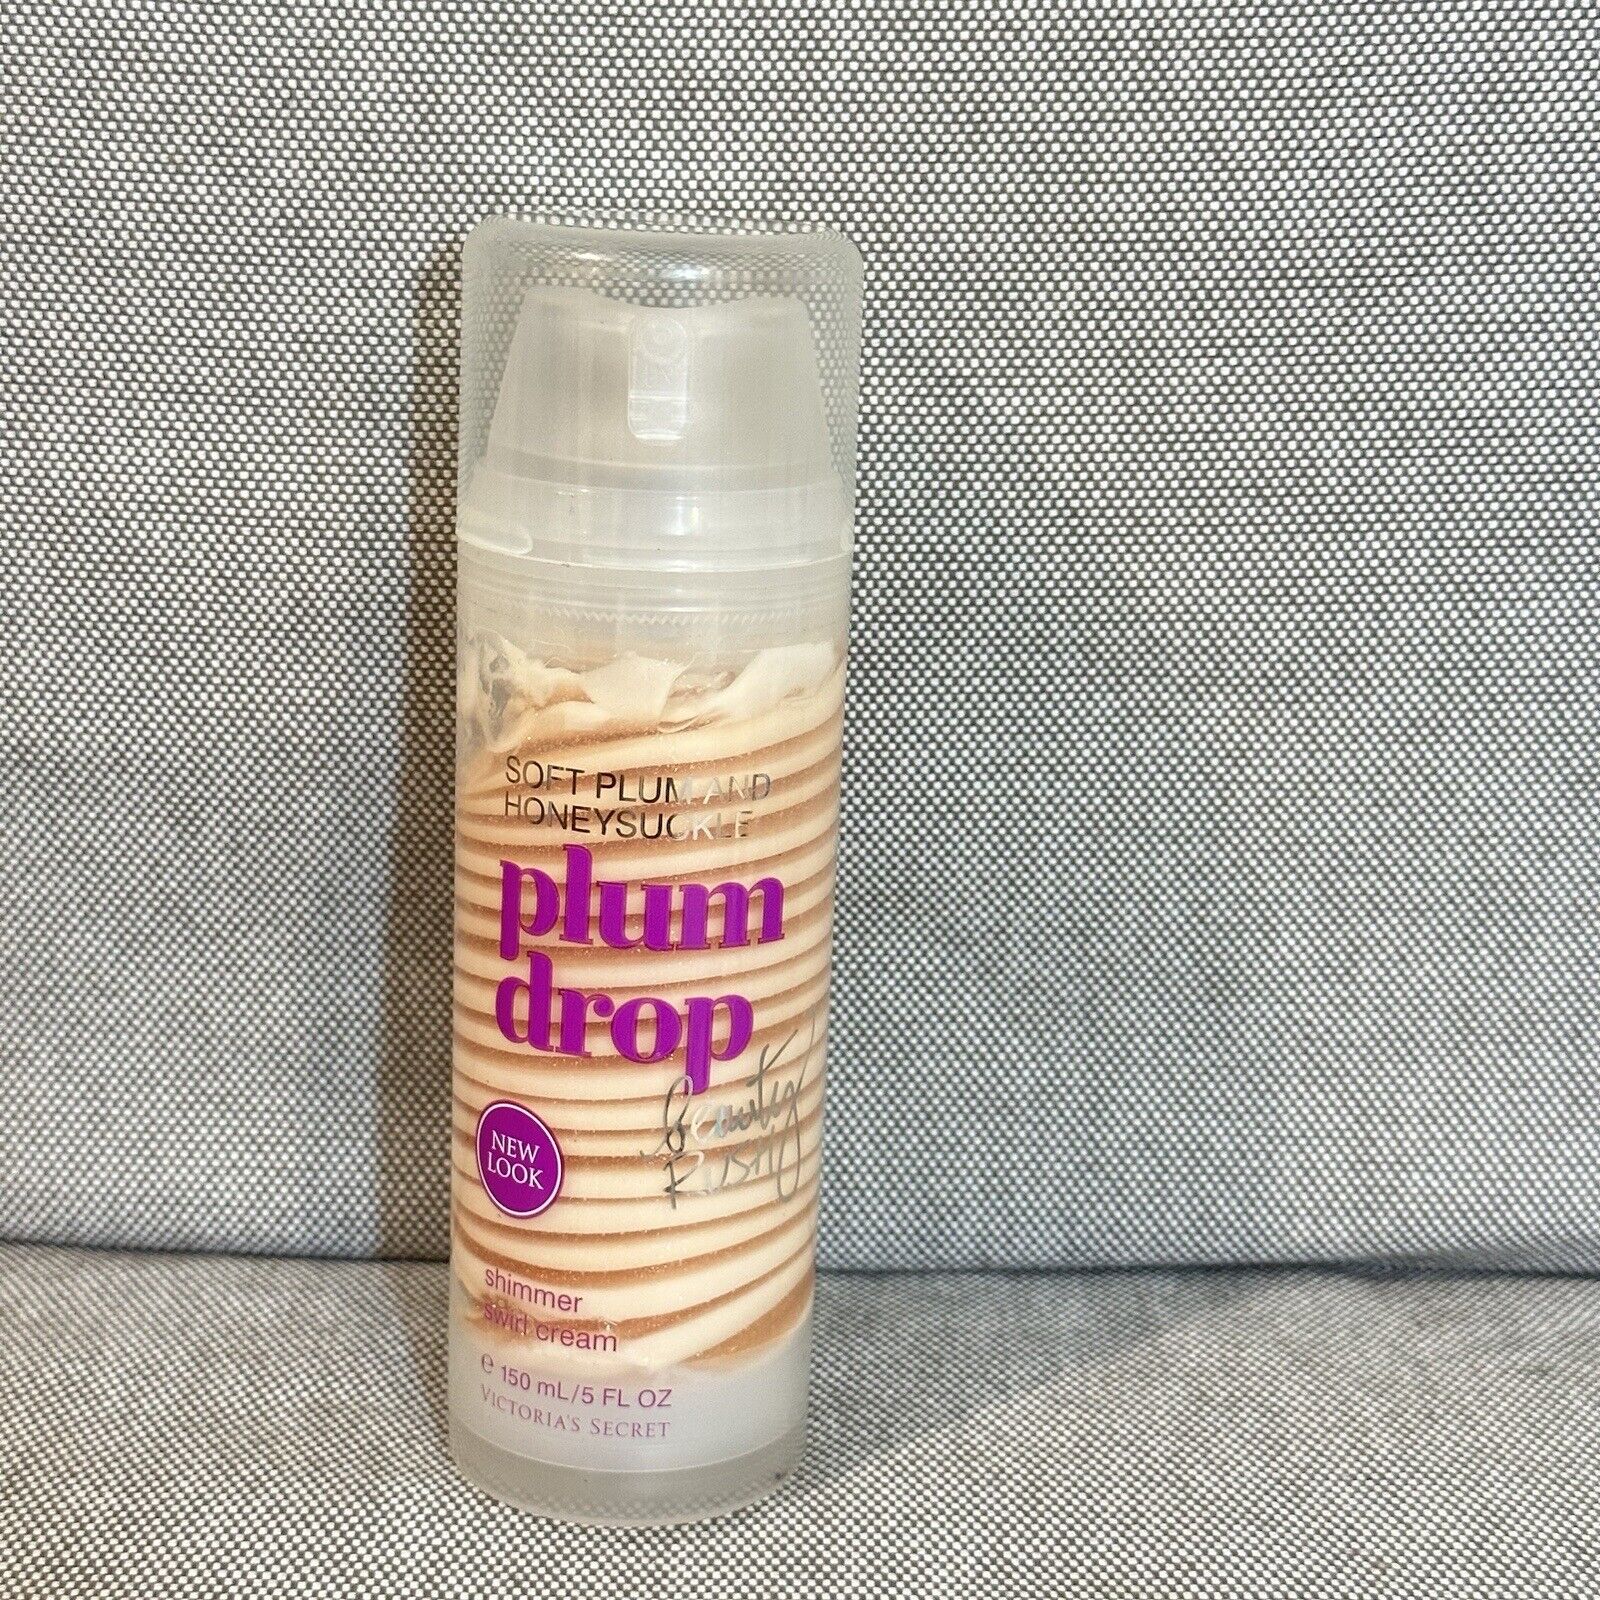 SOFT PLUM AND
HONEYSUCKLE
plum
drop
beauty
RUSH
NEW
LOOK
shimmer
swirl cream
℮ 150 mL/5 FL OZ
VICTORIA'S SECRET